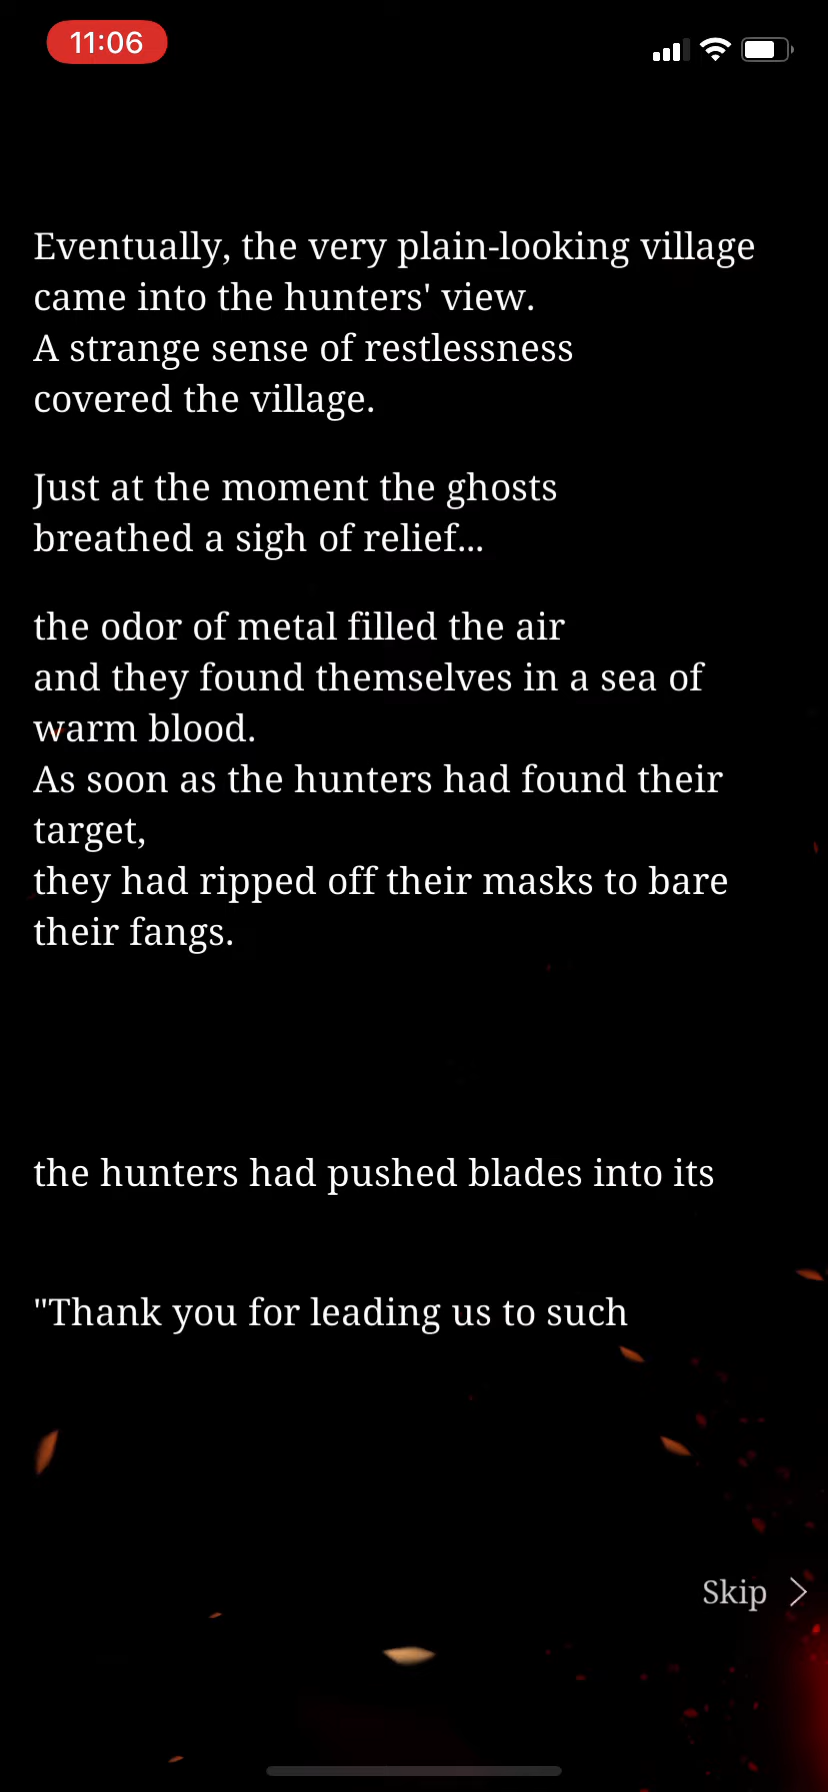 11:06
Eventually, the very plain-looking village
came into the hunters' view.
A strange sense of restlessness
covered the village.
Just at the moment the ghosts
breathed a sigh of relief...
the odor of metal filled the air
and they found themselves in a sea of
warm blood.
As soon as the hunters had found their
target,
they had ripped off their masks to bare
their fangs.
the hunters had pushed blades into its
"Thank you for leading us to such
Skip